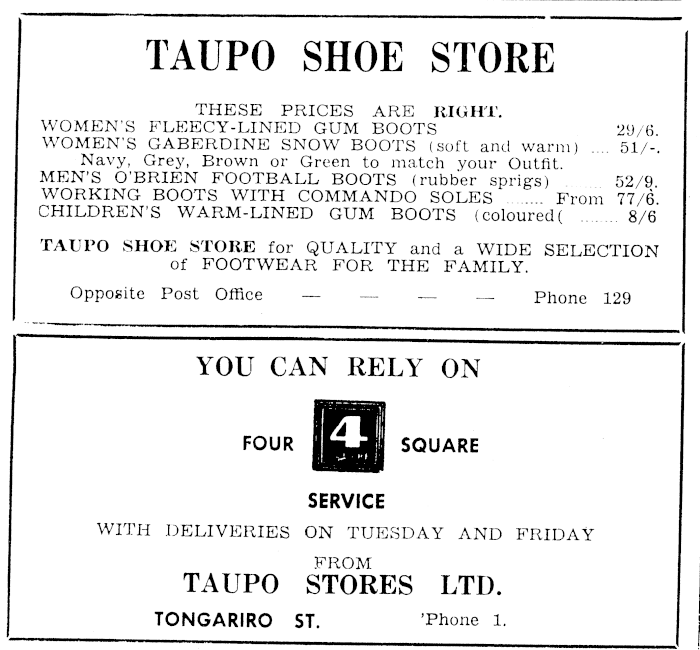 TAUPO SHOE STORE
THESE PRICES ARE RIGHT.
WOMEN'S FLEECY-LINED GUM BOOTS 29/6.
WOMEN'S GABERDINE SNOW BOOTS (soft and warm) .... 51/-.
Navy, Grey, Brown or Green to match your Outfit.
MEN'S O'BRIEN FOOTBALL BOOTS (rubber sprigs) ........ 52/9.
WORKING BOOTS WITH COMMANDO SOLES ........ From 77/6.
CHILDREN'S WARM-LINED GUM BOOTS (coloured( ........ 8/6
TAUPO SHOE STORE for QUALITY and a WIDE SELECTION
of FOOTWEAR FOR THE FAMILY.
Opposite Post Office — — — — Phone 129
YOU CAN RELY ON
FOUR 4 SQUARE
SERVICE
WITH DELIVERIES ON TUESDAY AND FRIDAY
FROM
TAUPO STORES LTD.
TONGARIRO ST. 'Phone 1.